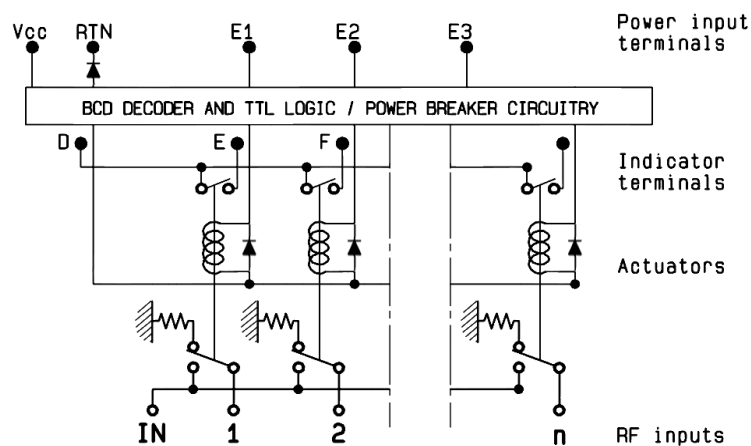 Vcc RTN E1 E2 E3 Power input
terminals
BCD DECODER AND TTL LOGIC / POWER BREAKER CIRCUITRY
D E F Indicator
terminals
Actuators
IN 1 2 n RF inputs